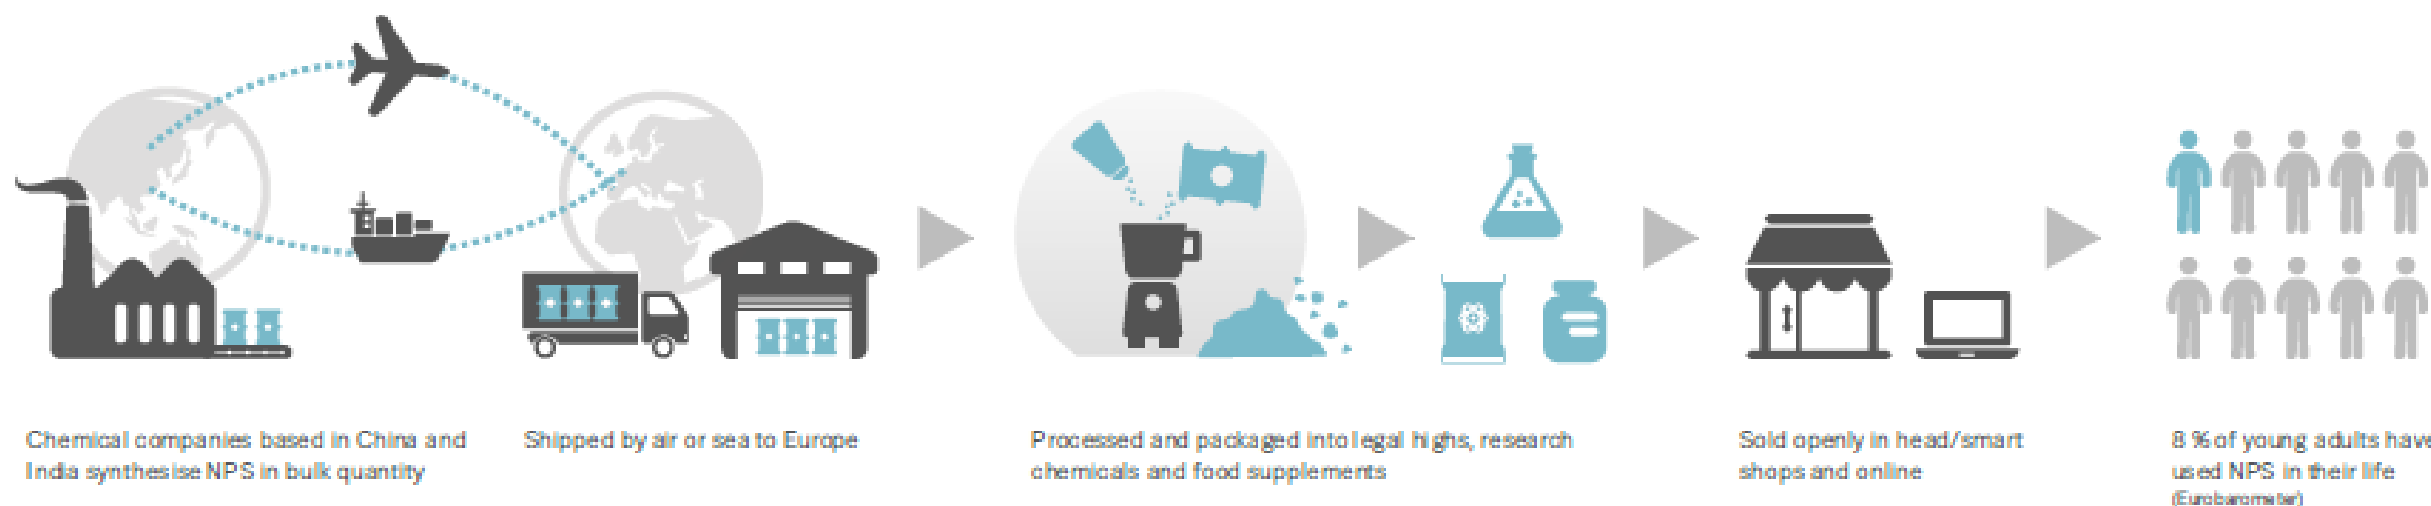 Chemical companies based in China and
India synthesise NPS in bulk quantity
Shipped by air or sea to Europe
Processed and packaged into legal highs, research
chemicals and food supplements
Sold openly in head/smart
shops and online
8 % of young adults have
used NPS in their life
(Eurobarometer)